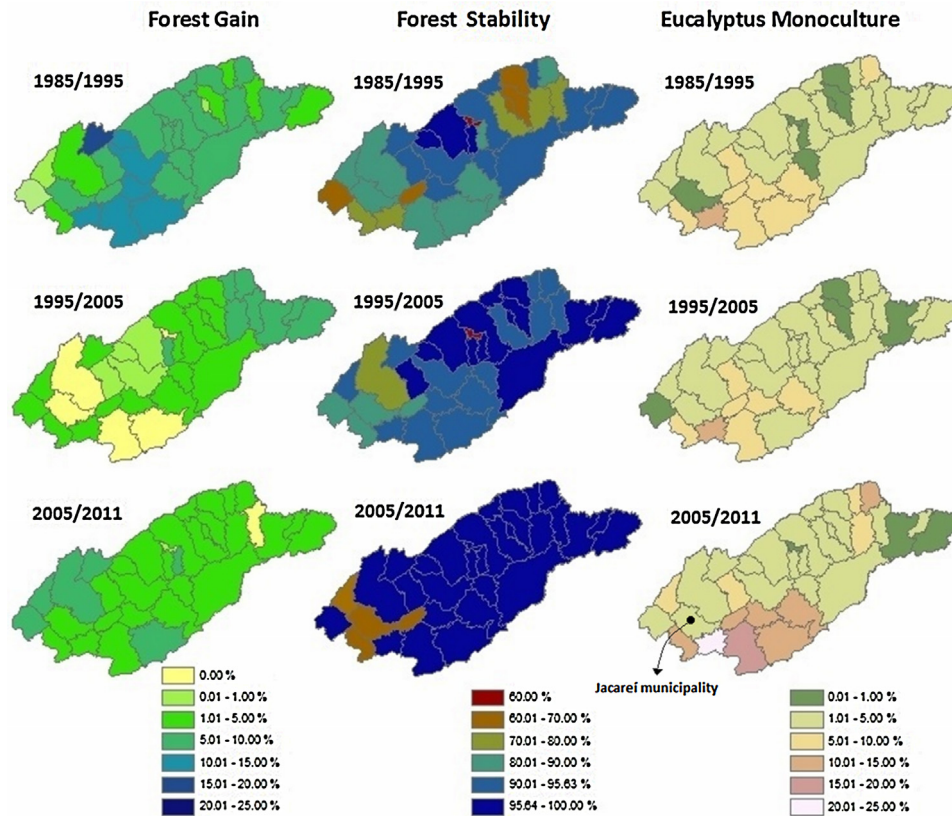 Forest Gain
Forest Stability
Eucalyptus Monoculture
1985/1995
1985/1995
1985/1995
1995/2005
1995/2005
1995/2005
2005/2011
2005/2011
2005/2011
Jacareí municipality
0.00 %
0.01 - 1.00 %
1.01 - 5.00 %
5.01 - 10.00 %
10.01 - 15.00 %
15.01 - 20.00 %
20.01 - 25.00 %
60.00 %
60.01 - 70.00 %
70.01 - 80.00 %
80.01 - 90.00 %
90.01 - 95.63 %
95.64 - 100.00 %
0.01 - 1.00 %
1.01 - 5.00 %
5.01 - 10.00 %
10.01 - 15.00 %
15.01 - 20.00 %
20.01 - 25.00 %